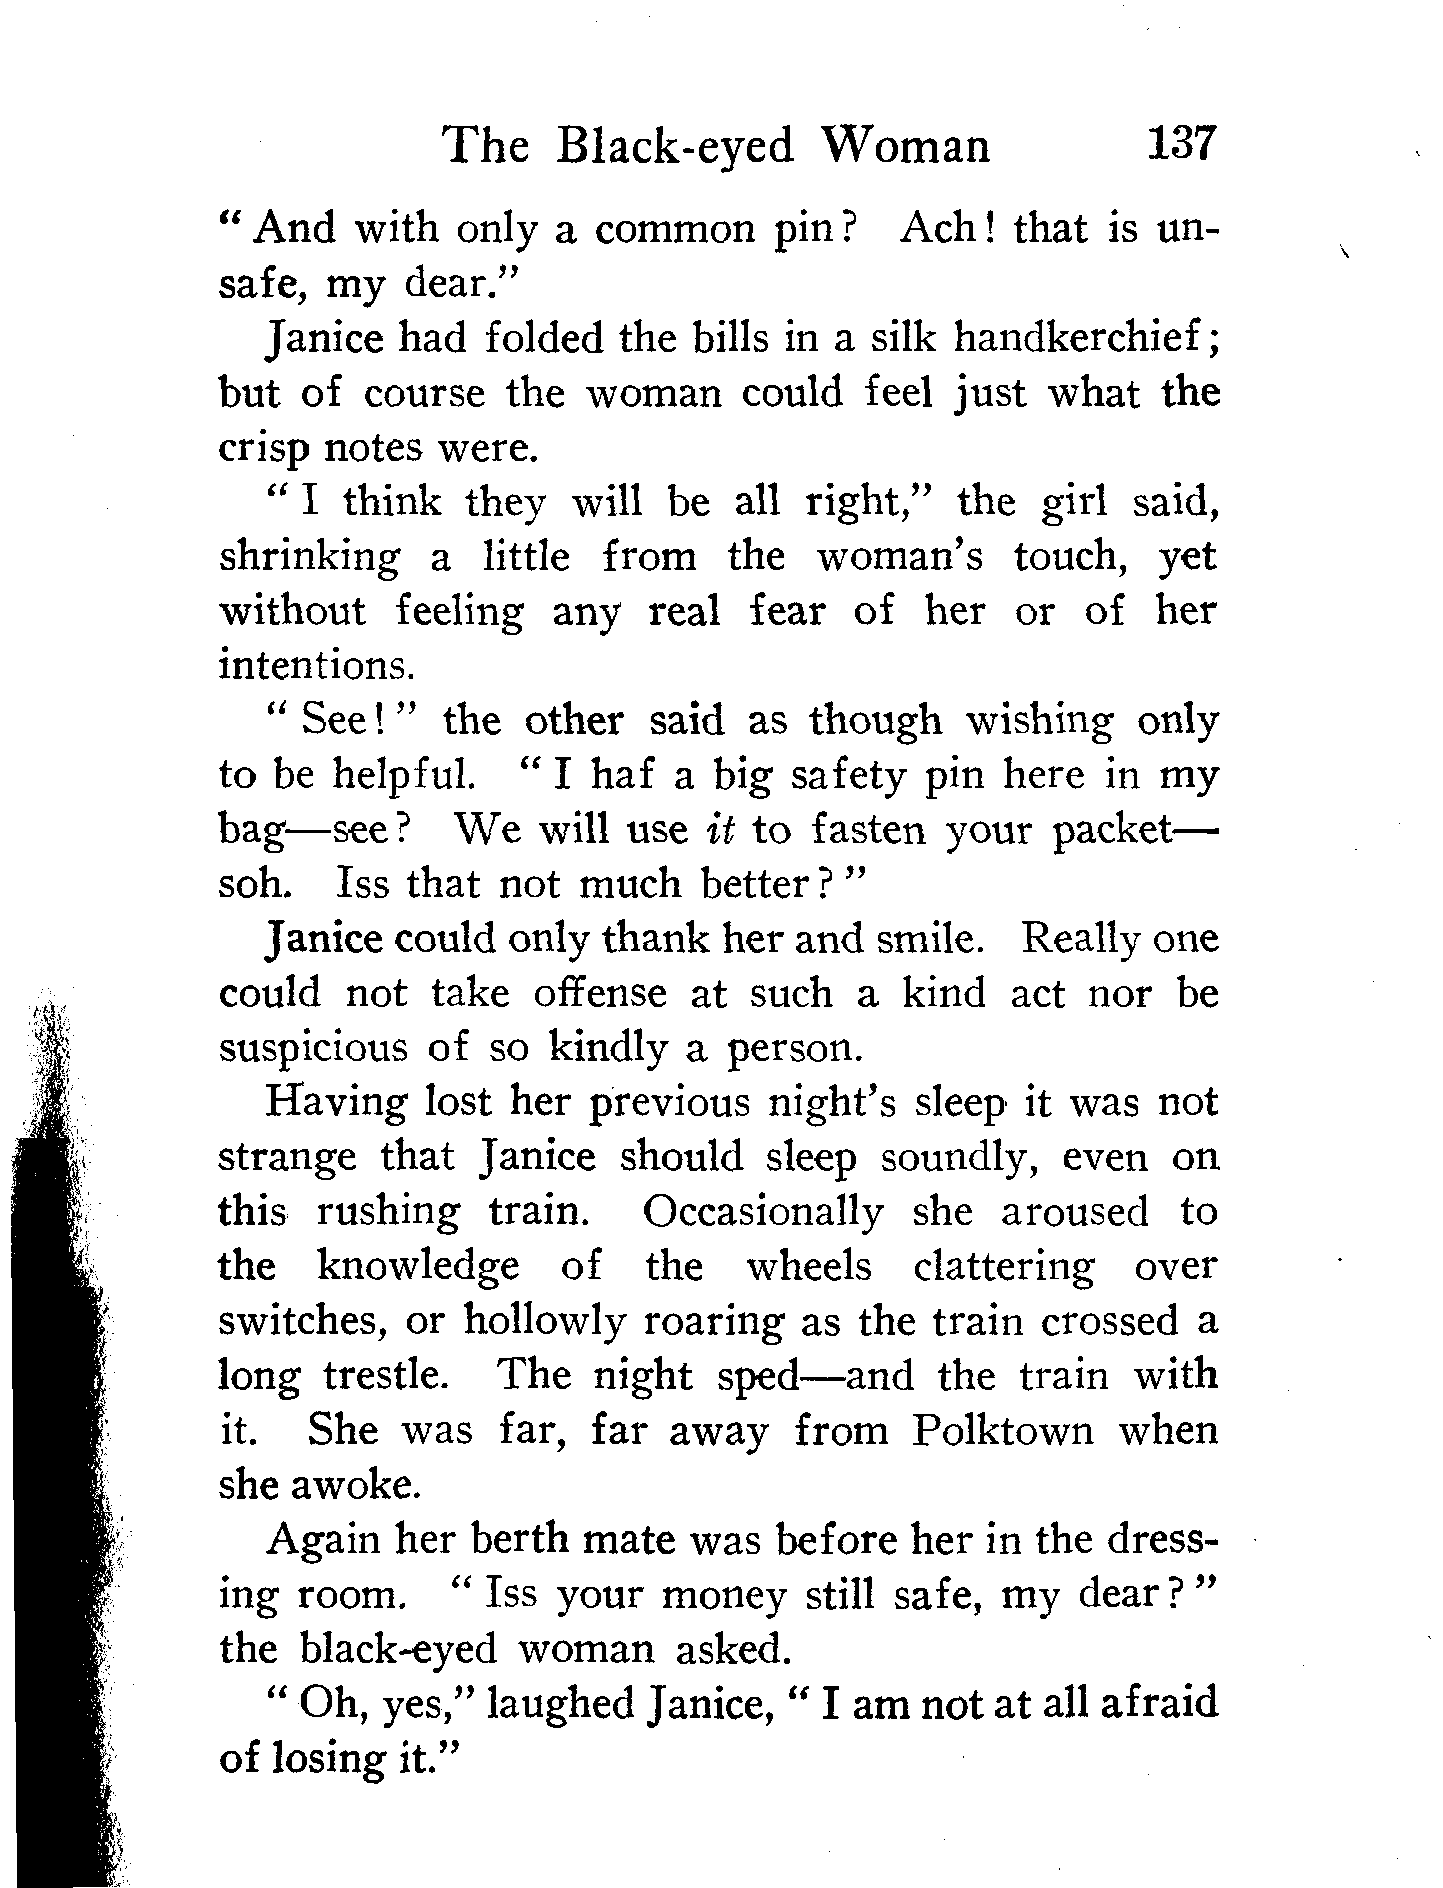 The Black-eyed Woman 137
“ And with only a common pin? Ach! that is un-
safe, my dear.”
Janice had folded the bills in a silk handkerchief;
but of course the woman could feel just what the
crisp notes were.
“ I think they will be all right,” the girl said,
shrinking a little from the woman’s touch, yet
without feeling any real fear of her or of her
intentions.
“ See! ” the other said as though wishing only
to be helpful. “ I haf a big safety pin here in my
bag—see? We will use it to fasten your packet—
soh. Iss that not much better? ”
Janice could only thank her and smile. Really one
could not take offense at such a kind act nor be
suspicious of so kindly a person.
Having lost her previous night’s sleep it was not
strange that Janice should sleep soundly, even on
this rushing train. Occasionally she aroused to
the knowledge of the wheels clattering over
switches, or hollowly roaring as the train crossed a
long trestle. The night sped—and the train with
it. She was far, far away from Polktown when
she awoke.
Again her berth mate was before her in the dress-
ing room. “ Iss your money still safe, my dear? ”
the black-eyed woman asked.
“ Oh, yes,” laughed Janice, “ I am not at all afraid
of losing it.”